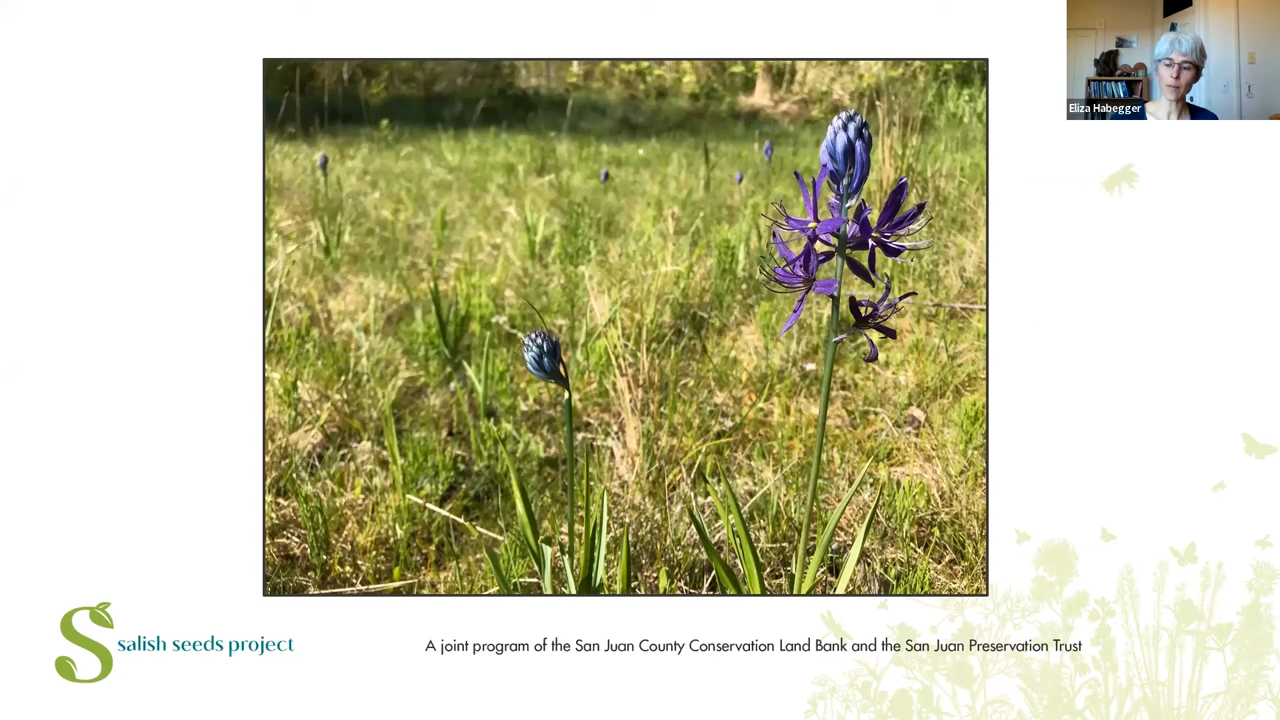 Eliza Habegger
salish seeds project
A joint program of the San Juan County Conservation Land Bank and the San Juan Preservation Trust